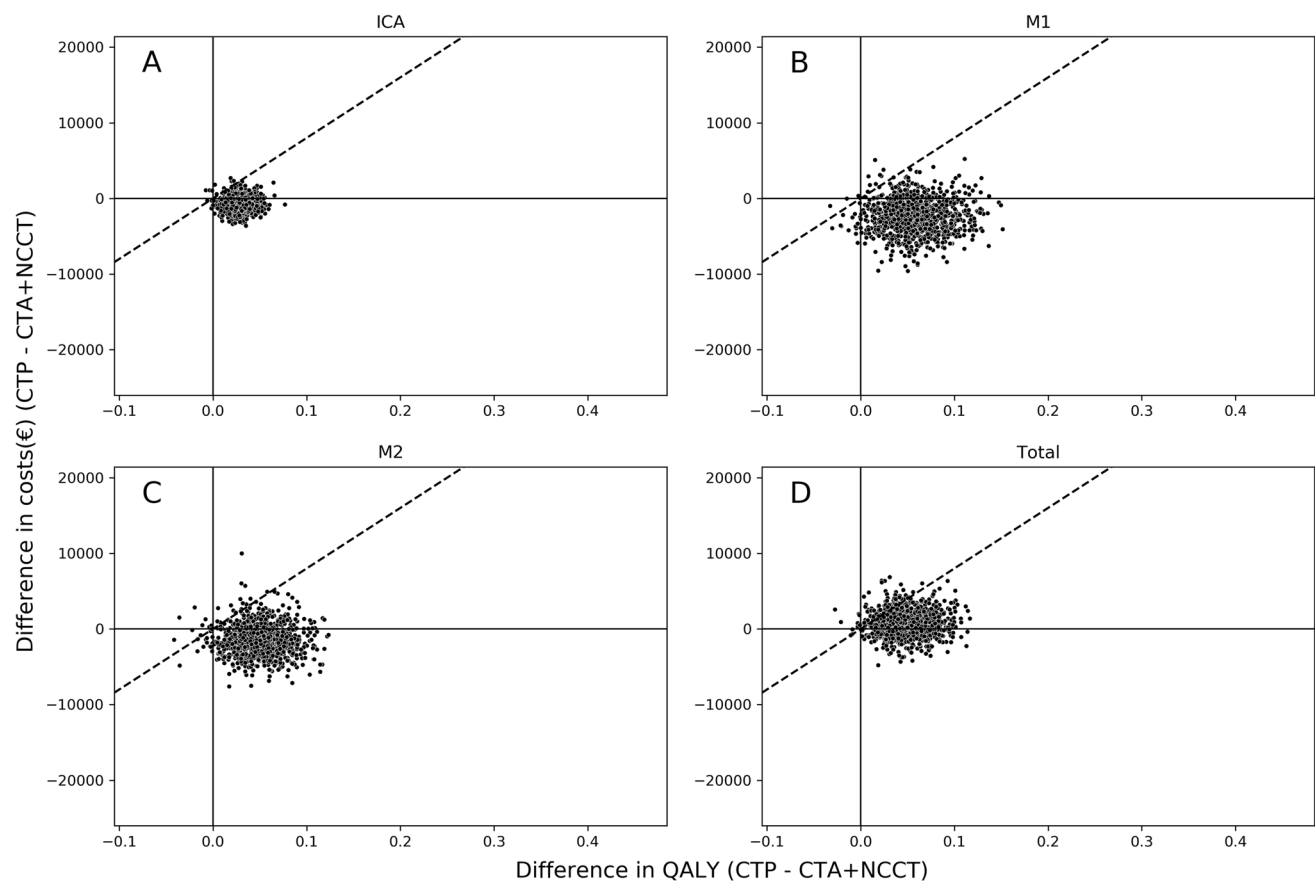 ICA
A
20000
10000
0
−10000
−20000
−0.1 0.0 0.1 0.2 0.3 0.4
M1
B
20000
10000
0
−10000
−20000
−0.1 0.0 0.1 0.2 0.3 0.4
M2
C
20000
10000
0
−10000
−20000
−0.1 0.0 0.1 0.2 0.3 0.4
Total
D
20000
10000
0
−10000
−20000
−0.1 0.0 0.1 0.2 0.3 0.4
Difference in costs(€) (CTP - CTA+NCCT)
Difference in QALY (CTP - CTA+NCCT)